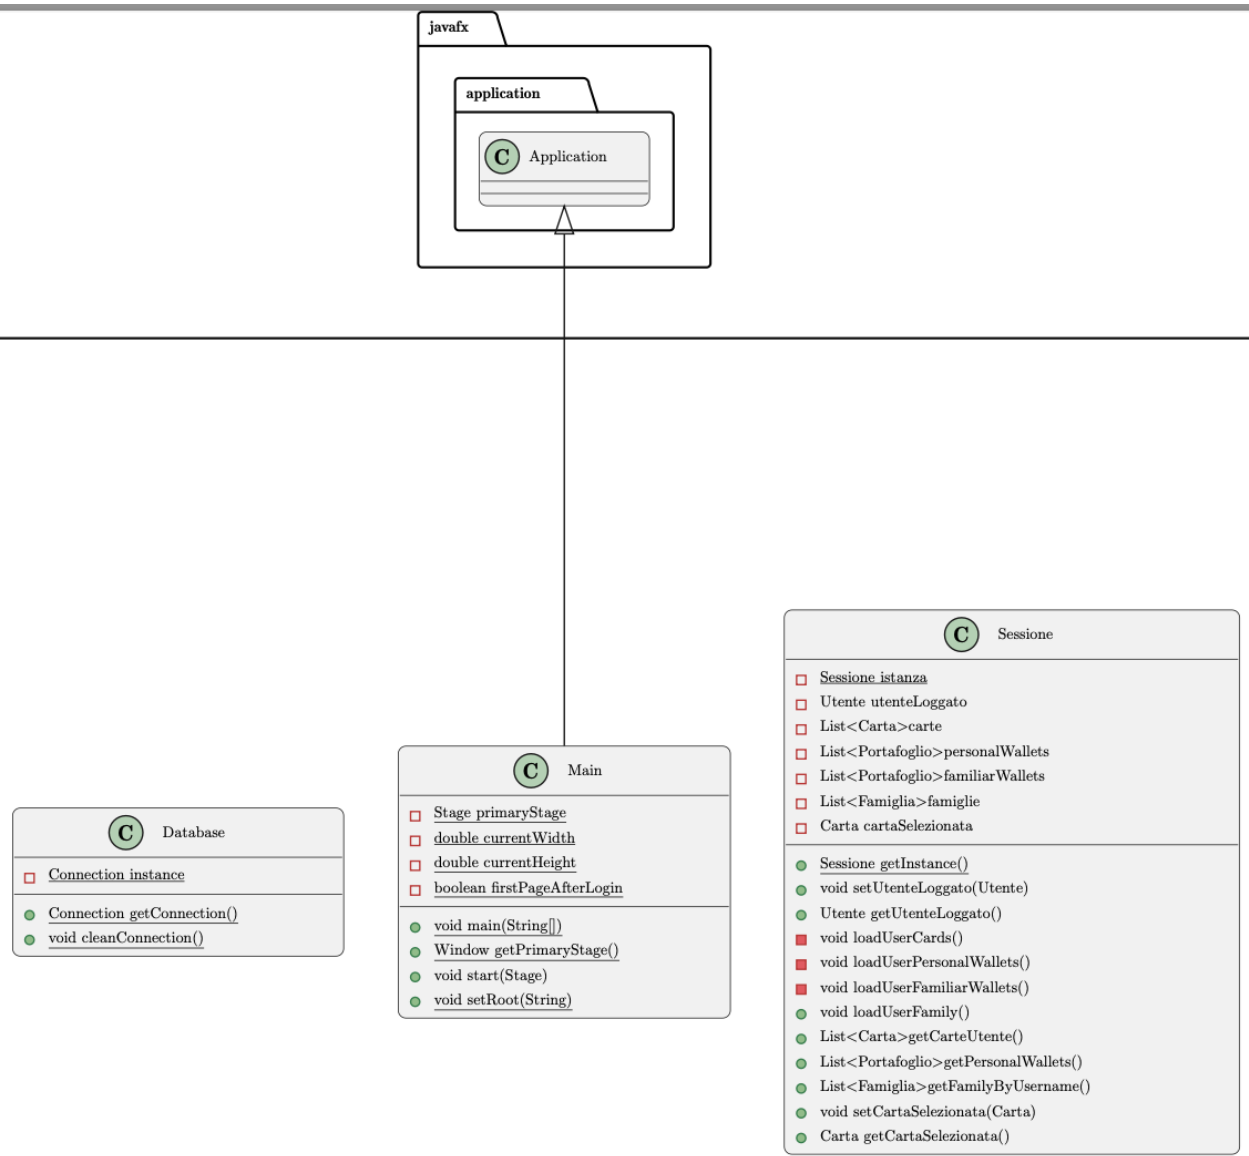 javafx
application
C Application
C Database
Connection instance
Connection getConnection()
void cleanConnection()
C Main
Stage primaryStage
double currentWidth
double currentHeight
boolean firstPageAfterLogin
void main(String[])
Window getPrimaryStage()
void start(Stage)
void setRoot(String)
C Sessione
Sessione istanza
Utente utenteLoggato
List<Carta>carte
List<Portafoglio>personalWallets
List<Portafoglio>familiarWallets
List<Famiglia>famiglie
Carta cartaSelezionata
Sessione getInstance()
void setUtenteLoggato(Utente)
Utente getUtenteLoggato()
void loadUserCards()
void loadUserPersonalWallets()
void loadUserFamiliarWallets()
void loadUserFamily()
List<Carta>getCarteUtente()
List<Portafoglio>getPersonalWallets()
List<Famiglia>getFamilyByUsername()
void setCartaSelezionata(Carta)
Carta getCartaSelezionata()